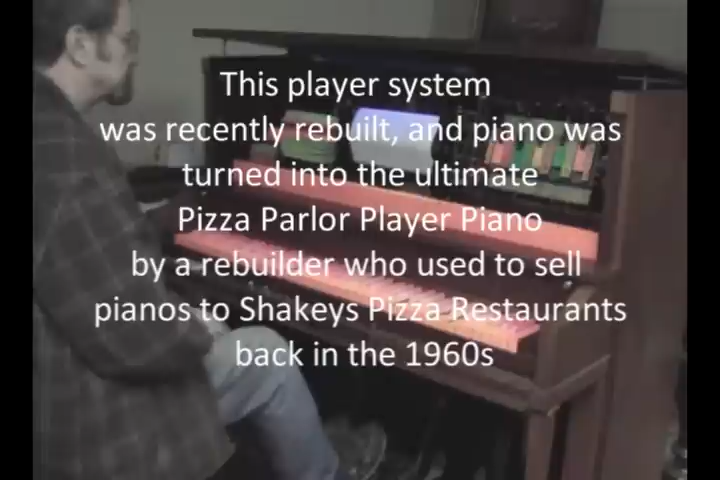 This player system
was recently rebuilt, and piano was
turned into the ultimate
Pizza Parlor Player Piano
by a rebuilder who used to sell
pianos to Shakeys Pizza Restaurants
back in the 1960s